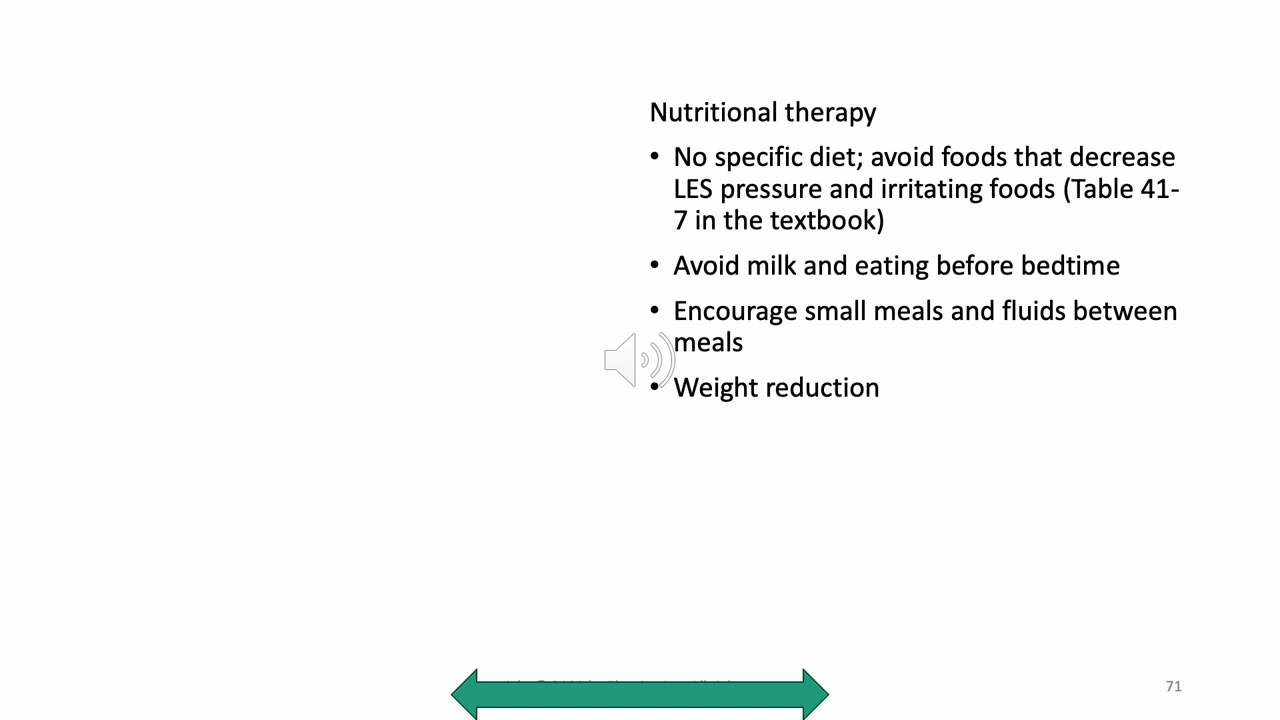 Nutritional therapy
• No specific diet; avoid foods that decrease
LES pressure and irritating foods (Table 41-
7 in the textbook)
• Avoid milk and eating before bedtime
• Encourage small meals and fluids between
meals
• Weight reduction
71